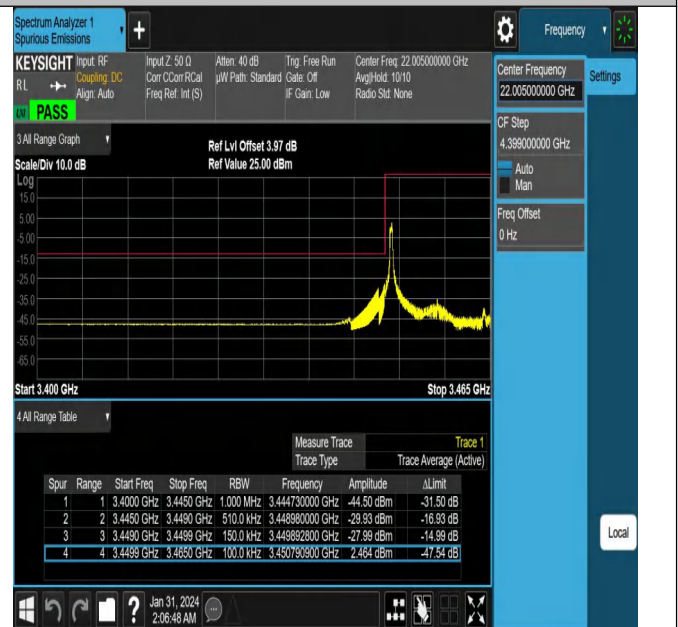 Spectrum Analyzer 1
Spurious Emissions
Frequency
KEYSIGHT
RL
Input: RF
Coupling: DC
Align: Auto
Input Z: 50 Ω
Corr CCorr RCal
Freq Ref: Int (S)
Atten: 40 dB
µW Path: Standard
Trig: Free Run
Gate: Off
IF Gain: Low
Center Freq: 22.005000000 GHz
Avg|Hold: 10/10
Radio Std: None
PASS
Center Frequency
22.005000000 GHz
Settings
CF Step
4.399000000 GHz
Auto
Man
Freq Offset
0 Hz
Local
3 All Range Graph
Scale/Div 10.0 dB
Ref Lvl Offset 3.97 dB
Ref Value 25.00 dBm
Log
15.0
5.00
-5.00
-15.0
-25.0
-35.0
-45.0
-55.0
-65.0
Start 3.400 GHz
Stop 3.465 GHz
4 All Range Table
Measure Trace Trace 1
Trace Type Trace Average (Active)
Spur Range Start Freq Stop Freq RBW Frequency Amplitude ΔLimit
1 1 3.4000 GHz 3.4450 GHz 1.000 MHz 3.444730000 GHz -44.50 dBm -31.50 dB
2 2 3.4450 GHz 3.4490 GHz 510.0 kHz 3.448980000 GHz -29.93 dBm -16.93 dB
3 3 3.4490 GHz 3.4499 GHz 150.0 kHz 3.449892800 GHz -27.99 dBm -14.99 dB
4 4 3.4499 GHz 3.4650 GHz 100.0 kHz 3.450790900 GHz 2.464 dBm -47.54 dB
Jan 31, 2024
2:06:48 AM